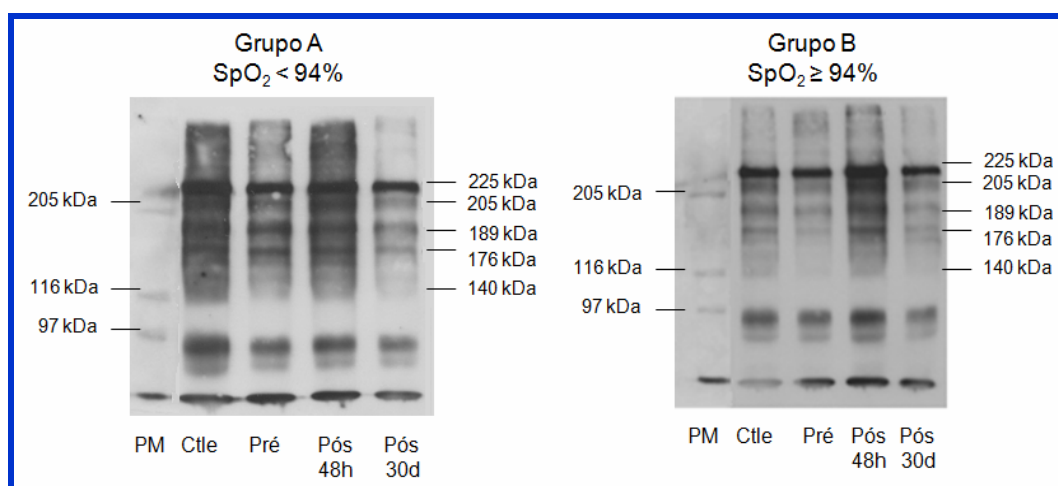 Grupo A
SpO₂ < 94%
205 kDa
116 kDa
97 kDa
225 kDa
205 kDa
189 kDa
176 kDa
140 kDa
PM Ctle Pré Pós 48h Pós 30d
Grupo B
SpO₂ ≥ 94%
205 kDa
116 kDa
97 kDa
225 kDa
205 kDa
189 kDa
176 kDa
140 kDa
PM Ctle Pré Pós 48h Pós 30d